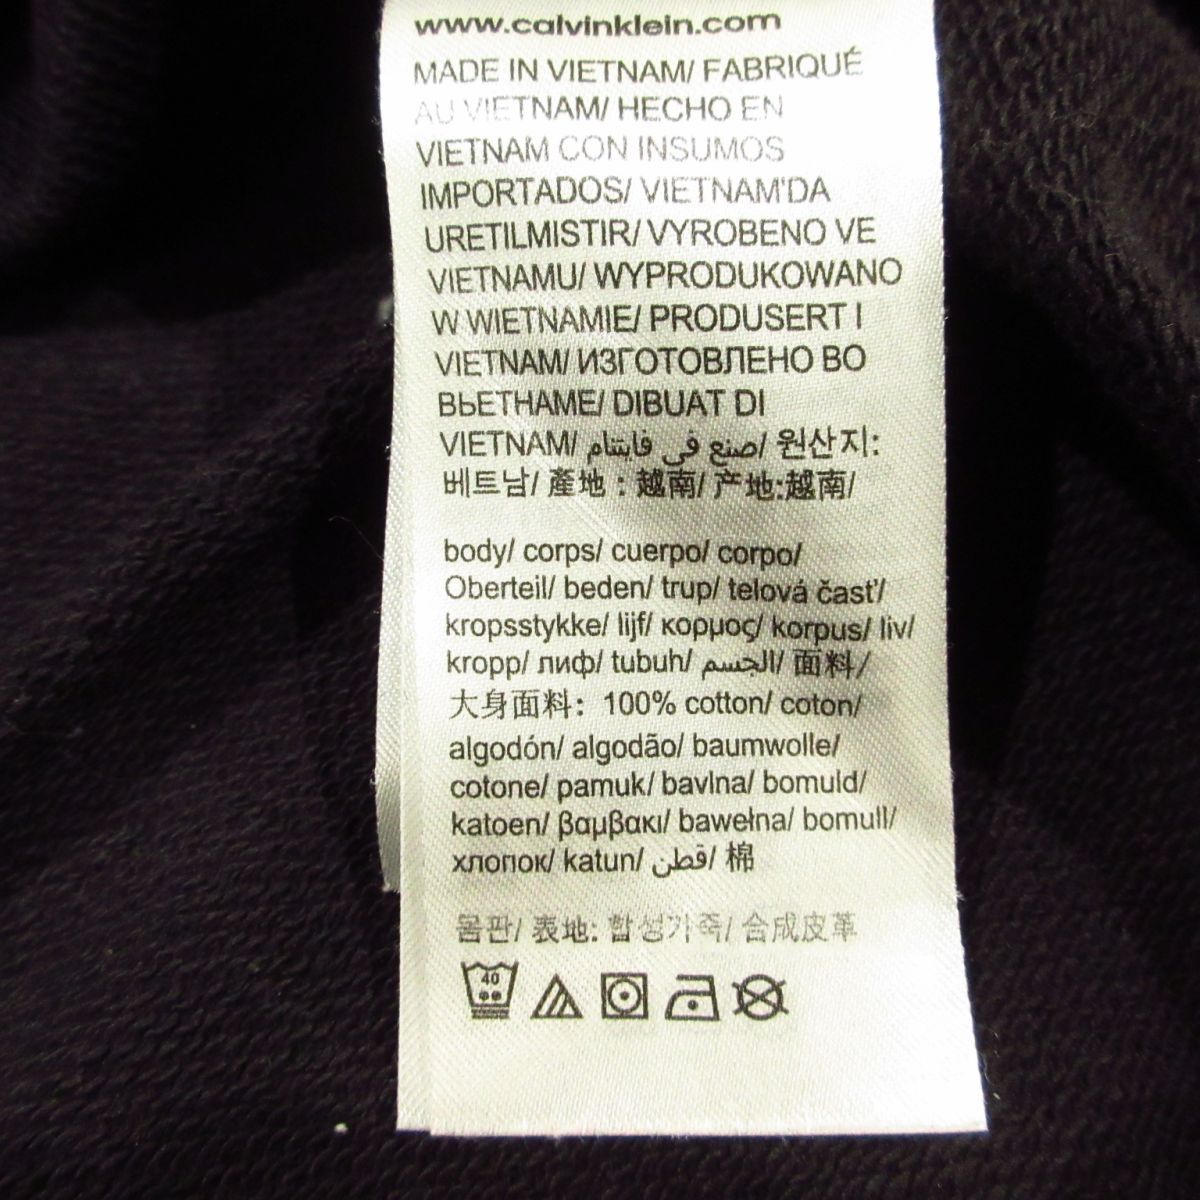 www.calvinklein.com
MADE IN VIETNAM/ FABRIQUÉ
AU VIETNAM/ HECHO EN
VIETNAM CON INSUMOS
IMPORTADOS/ VIETNAM'DA
URETILMISTIR/ VYROBENO VE
VIETNAMU/ WYPRODUKOWANO
W WIETNAMIE/ PRODUSERT I
VIETNAM/ ИЗГОТОВЛЕНО ВО
ВЬЕТНАМЕ/ DIBUAT DI
VIETNAM/ صنع في فايتنام/ 원산지:
베트남/ 產地 : 越南/ 产地:越南/
body/ corps/ cuerpo/ corpo/
Oberteil/ beden/ trup/ telová časť/
kropsstykke/ lijf/ κορμος/ korpus/ liv/
kropp/ лиф/ tubuh/ الجسم/ 面料/
大身面料: 100% cotton/ coton/
algodón/ algodão/ baumwolle/
cotone/ pamuk/ bavlna/ bomuld/
katoen/ βαμβακι/ bawełna/ bomull/
хлопок/ katun/ قطن/ 棉
몸판/ 表地: 합성가죽/ 合成皮革
40